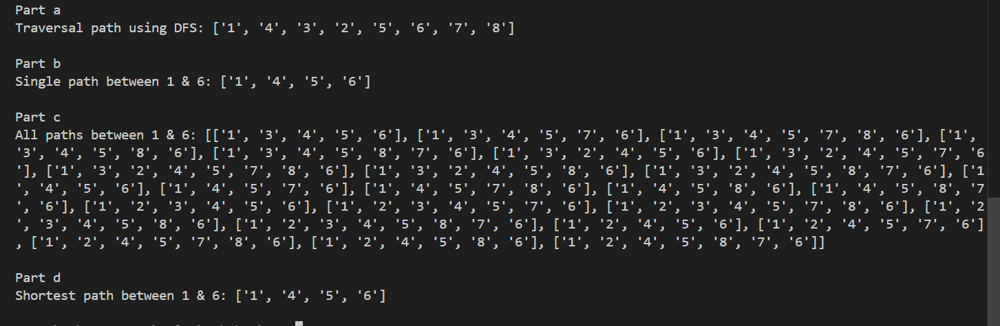 Part a
Traversal path using DFS: ['1', '4', '3', '2', '5', '6', '7', '8']
Part b
Single path between 1 & 6: ['1', '4', '5', '6']
Part c
All paths between 1 & 6: [['1', '3', '4', '5', '6'], ['1', '3', '4', '5', '7', '6'], ['1', '3', '4', '5', '7', '8', '6'], ['1',
'3', '4', '5', '8', '6'], ['1', '3', '4', '5', '8', '7', '6'], ['1', '3', '2', '4', '5', '6'], ['1', '3', '2', '4', '5', '7', '6
'], ['1', '3', '2', '4', '5', '7', '8', '6'], ['1', '3', '2', '4', '5', '8', '6'], ['1', '3', '2', '4', '5', '8', '7', '6'], ['1
', '4', '5', '6'], ['1', '4', '5', '7', '6'], ['1', '4', '5', '7', '8', '6'], ['1', '4', '5', '8', '6'], ['1', '4', '5', '8', '7
', '6'], ['1', '2', '3', '4', '5', '6'], ['1', '2', '3', '4', '5', '7', '6'], ['1', '2', '3', '4', '5', '7', '8', '6'], ['1', '2
', '3', '4', '5', '8', '6'], ['1', '2', '3', '4', '5', '8', '7', '6'], ['1', '2', '4', '5', '6'], ['1', '2', '4', '5', '7', '6']
, ['1', '2', '4', '5', '7', '8', '6'], ['1', '2', '4', '5', '8', '6'], ['1', '2', '4', '5', '8', '7', '6']]
Part d
Shortest path between 1 & 6: ['1', '4', '5', '6']